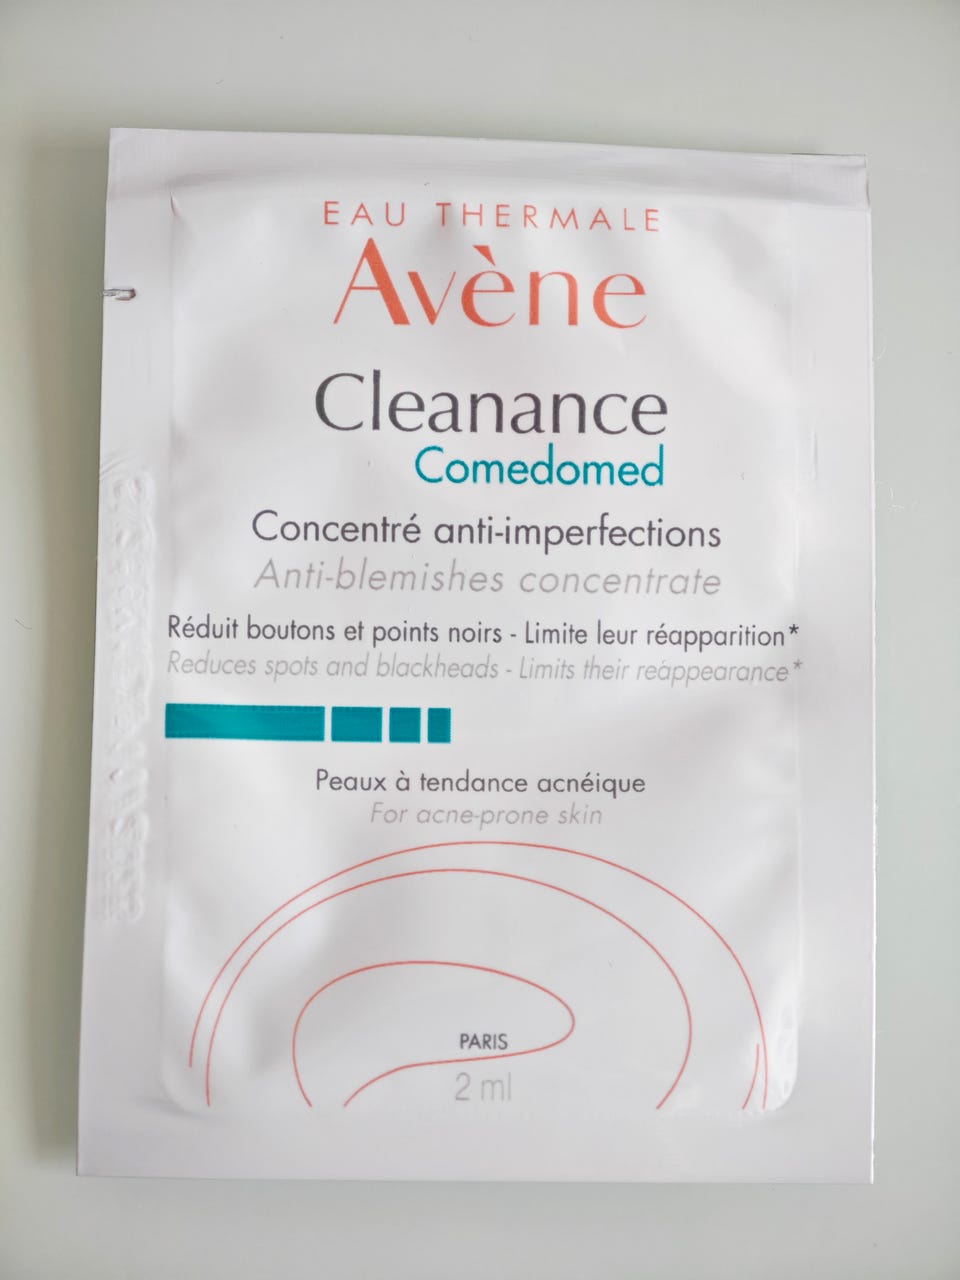 EAU THERMALE
Avène
Cleanance
Comedomed
Concentré anti-imperfections
Anti-blemishes concentrate
Réduit boutons et points noirs - Limite leur réapparition*
Reduces spots and blackheads - Limits their reappearance*
Peaux à tendance acnéique
For acne-prone skin
PARIS
2 ml